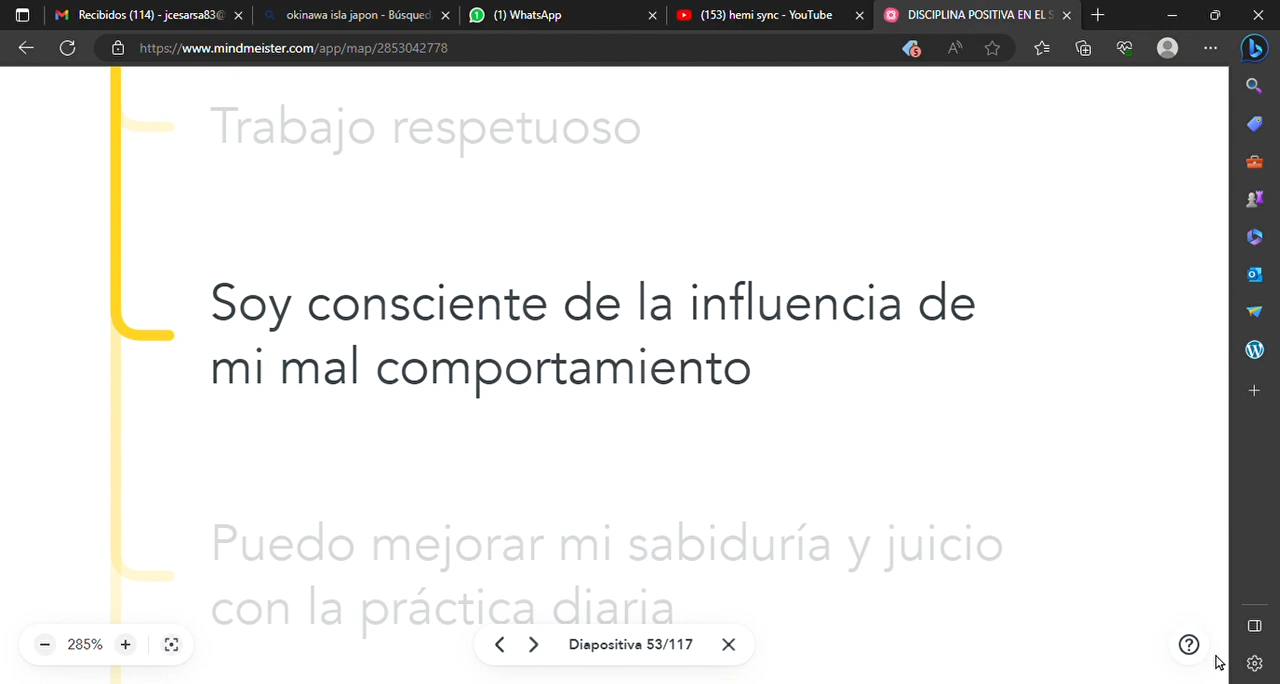 Recibidos (114) - jcesarsa83@
okinawa isla japon - Búsqued
(1) WhatsApp
(153) hemi sync - YouTube
DISCIPLINA POSITIVA EN EL S
https://www.mindmeister.com/app/map/2853042778
5
Trabajo respetuoso
Soy consciente de la influencia de
mi mal comportamiento
Puedo mejorar mi sabiduría y juicio
con la práctica diaria
285%
Diapositiva 53/117